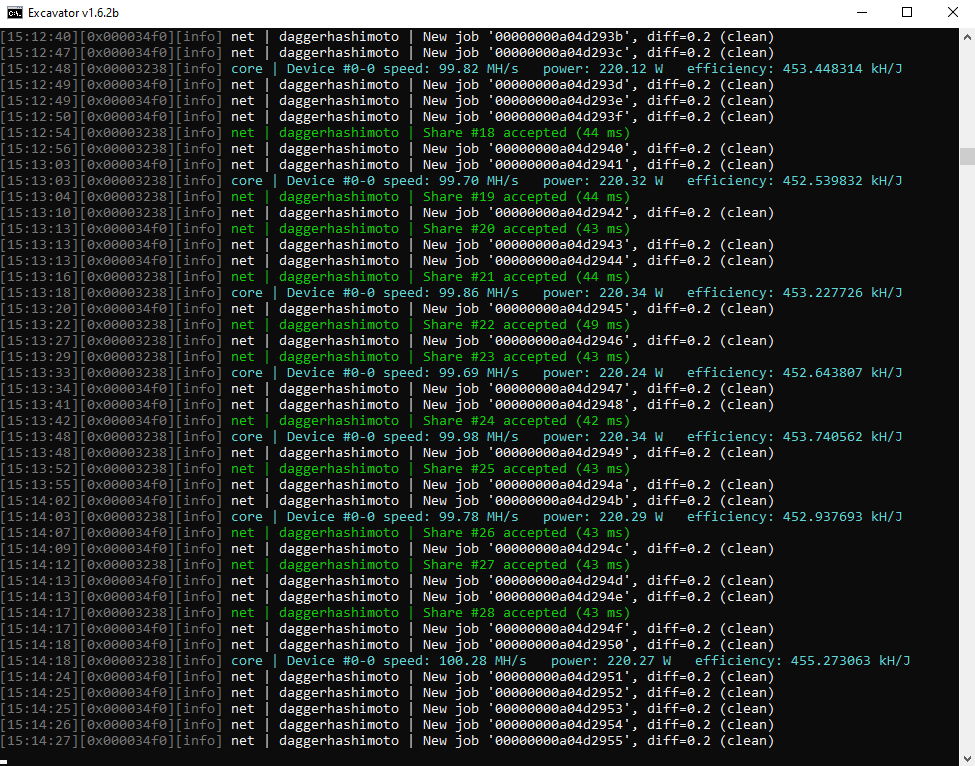 Excavator v1.6.2b
[15:12:40][0x000034f0][info] net | daggerhashimoto | New job '00000000a04d293b', diff=0.2 (clean)
[15:12:47][0x000034f0][info] net | daggerhashimoto | New job '00000000a04d293c', diff=0.2 (clean)
[15:12:48][0x00003238][info] core | Device #0-0 speed: 99.82 MH/s power: 220.12 W efficiency: 453.448314 kH/J
[15:12:49][0x000034f0][info] net | daggerhashimoto | New job '00000000a04d293d', diff=0.2 (clean)
[15:12:49][0x000034f0][info] net | daggerhashimoto | New job '00000000a04d293e', diff=0.2 (clean)
[15:12:50][0x000034f0][info] net | daggerhashimoto | New job '00000000a04d293f', diff=0.2 (clean)
[15:12:54][0x00003238][info] net | daggerhashimoto | Share #18 accepted (44 ms)
[15:12:56][0x00003238][info] net | daggerhashimoto | New job '00000000a04d2940', diff=0.2 (clean)
[15:13:03][0x000034f0][info] net | daggerhashimoto | New job '00000000a04d2941', diff=0.2 (clean)
[15:13:03][0x00003238][info] core | Device #0-0 speed: 99.70 MH/s power: 220.32 W efficiency: 452.539832 kH/J
[15:13:04][0x00003238][info] net | daggerhashimoto | Share #19 accepted (44 ms)
[15:13:10][0x00003238][info] net | daggerhashimoto | New job '00000000a04d2942', diff=0.2 (clean)
[15:13:13][0x000034f0][info] net | daggerhashimoto | Share #20 accepted (43 ms)
[15:13:13][0x000034f0][info] net | daggerhashimoto | New job '00000000a04d2943', diff=0.2 (clean)
[15:13:13][0x000034f0][info] net | daggerhashimoto | New job '00000000a04d2944', diff=0.2 (clean)
[15:13:16][0x00003238][info] net | daggerhashimoto | Share #21 accepted (44 ms)
[15:13:18][0x00003238][info] core | Device #0-0 speed: 99.86 MH/s power: 220.34 W efficiency: 453.227726 kH/J
[15:13:20][0x000034f0][info] net | daggerhashimoto | New job '00000000a04d2945', diff=0.2 (clean)
[15:13:22][0x00003238][info] net | daggerhashimoto | Share #22 accepted (49 ms)
[15:13:27][0x00003238][info] net | daggerhashimoto | New job '00000000a04d2946', diff=0.2 (clean)
[15:13:29][0x00003238][info] net | daggerhashimoto | Share #23 accepted (43 ms)
[15:13:33][0x00003238][info] core | Device #0-0 speed: 99.69 MH/s power: 220.24 W efficiency: 452.643807 kH/J
[15:13:34][0x000034f0][info] net | daggerhashimoto | New job '00000000a04d2947', diff=0.2 (clean)
[15:13:41][0x000034f0][info] net | daggerhashimoto | New job '00000000a04d2948', diff=0.2 (clean)
[15:13:42][0x000034f0][info] net | daggerhashimoto | Share #24 accepted (42 ms)
[15:13:48][0x00003238][info] core | Device #0-0 speed: 99.98 MH/s power: 220.34 W efficiency: 453.740562 kH/J
[15:13:48][0x000034f0][info] net | daggerhashimoto | New job '00000000a04d2949', diff=0.2 (clean)
[15:13:52][0x00003238][info] net | daggerhashimoto | Share #25 accepted (43 ms)
[15:13:55][0x000034f0][info] net | daggerhashimoto | New job '00000000a04d294a', diff=0.2 (clean)
[15:14:02][0x000034f0][info] net | daggerhashimoto | New job '00000000a04d294b', diff=0.2 (clean)
[15:14:03][0x00003238][info] core | Device #0-0 speed: 99.78 MH/s power: 220.29 W efficiency: 452.937693 kH/J
[15:14:07][0x000034f0][info] net | daggerhashimoto | Share #26 accepted (43 ms)
[15:14:09][0x000034f0][info] net | daggerhashimoto | New job '00000000a04d294c', diff=0.2 (clean)
[15:14:12][0x00003238][info] net | daggerhashimoto | Share #27 accepted (43 ms)
[15:14:13][0x000034f0][info] net | daggerhashimoto | New job '00000000a04d294d', diff=0.2 (clean)
[15:14:13][0x000034f0][info] net | daggerhashimoto | New job '00000000a04d294e', diff=0.2 (clean)
[15:14:17][0x00003238][info] net | daggerhashimoto | Share #28 accepted (43 ms)
[15:14:17][0x000034f0][info] net | daggerhashimoto | New job '00000000a04d294f', diff=0.2 (clean)
[15:14:18][0x000034f0][info] net | daggerhashimoto | New job '00000000a04d2950', diff=0.2 (clean)
[15:14:18][0x00003238][info] core | Device #0-0 speed: 100.28 MH/s power: 220.27 W efficiency: 455.273063 kH/J
[15:14:24][0x000034f0][info] net | daggerhashimoto | New job '00000000a04d2951', diff=0.2 (clean)
[15:14:25][0x000034f0][info] net | daggerhashimoto | New job '00000000a04d2952', diff=0.2 (clean)
[15:14:25][0x000034f0][info] net | daggerhashimoto | New job '00000000a04d2953', diff=0.2 (clean)
[15:14:26][0x000034f0][info] net | daggerhashimoto | New job '00000000a04d2954', diff=0.2 (clean)
[15:14:27][0x000034f0][info] net | daggerhashimoto | New job '00000000a04d2955', diff=0.2 (clean)